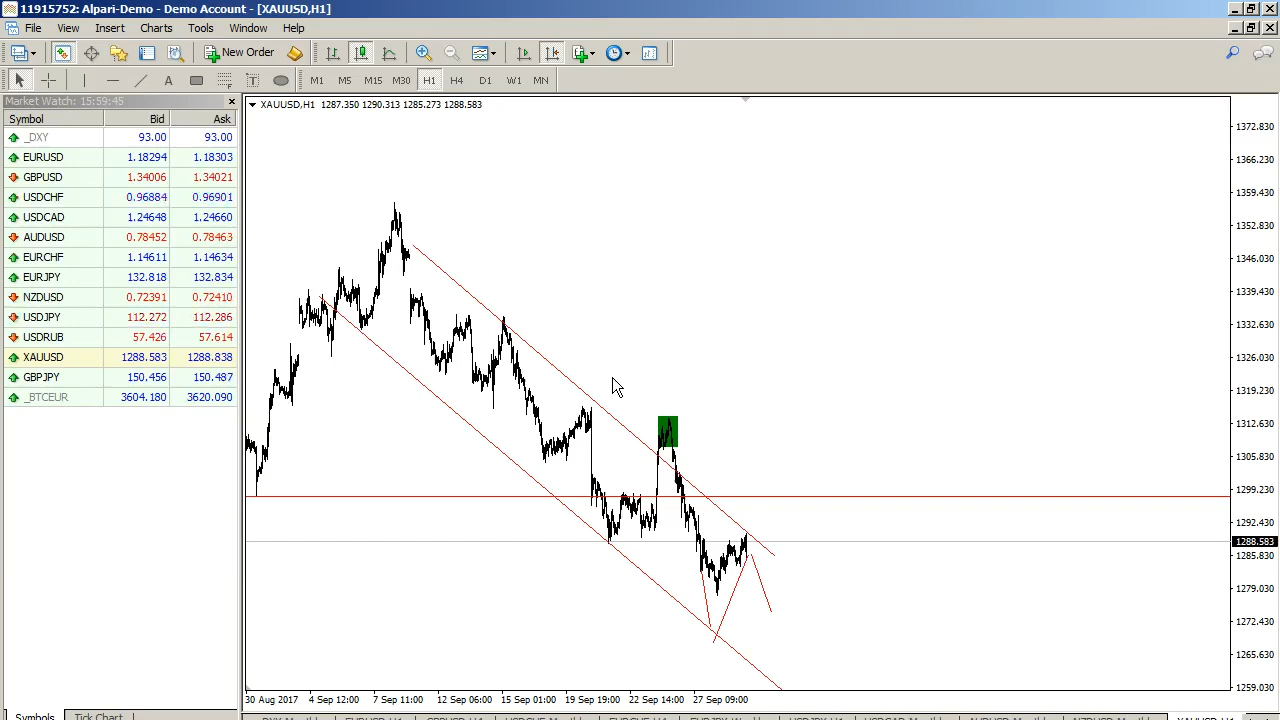 11915752: Alpari-Demo - Demo Account - [XAUUSD,H1]
File View Insert Charts Tools Window Help
New Order
M1 M5 M15 M30 H1 H4 D1 W1 MN
Market Watch: 15:59:45
Symbol Bid Ask
_DXY 93.00 93.00
EURUSD 1.18294 1.18303
GBPUSD 1.34006 1.34021
USDCHF 0.96884 0.96901
USDCAD 1.24648 1.24660
AUDUSD 0.78452 0.78463
EURCHF 1.14611 1.14634
EURJPY 132.818 132.834
NZDUSD 0.72391 0.72410
USDJPY 112.272 112.286
USDRUB 57.426 57.614
XAUUSD 1288.583 1288.838
GBPJPY 150.456 150.487
_BTCEUR 3604.180 3620.090
Symbols Tick Chart
XAUUSD,H1 1287.350 1290.313 1285.273 1288.583
1372.830
1366.230
1359.430
1352.830
1346.030
1339.430
1332.630
1326.030
1319.230
1312.630
1305.830
1299.230
1292.430
1288.583
1285.830
1279.030
1272.430
1265.630
1259.030
30 Aug 2017 4 Sep 12:00 7 Sep 11:00 12 Sep 06:00 15 Sep 01:00 19 Sep 19:00 22 Sep 14:00 27 Sep 09:00